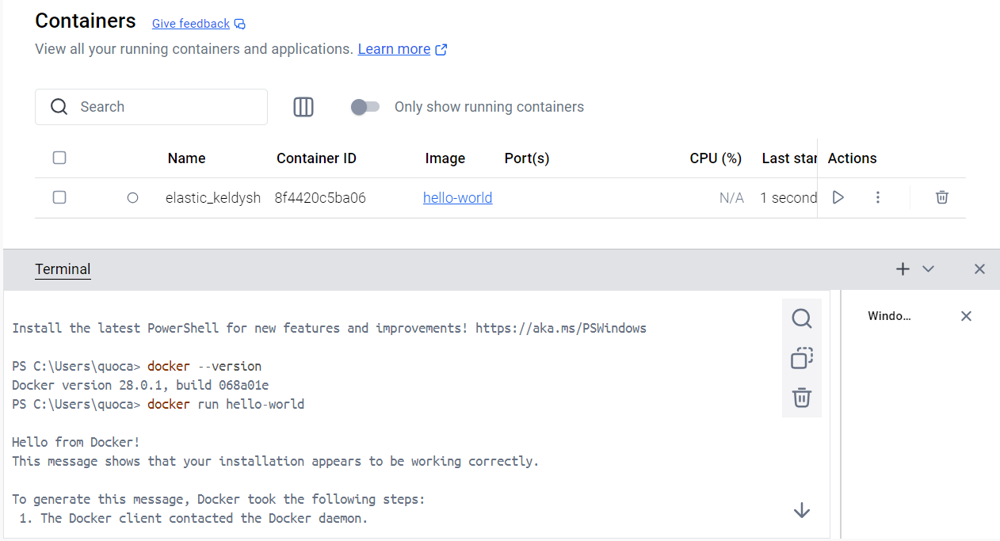 Containers Give feedback
View all your running containers and applications. Learn more
Search Only show running containers
Name Container ID Image Port(s) CPU (%) Last star Actions
elastic_keldysh 8f4420c5ba06 hello-world N/A 1 second
Terminal
Windo...
Install the latest PowerShell for new features and improvements! https://aka.ms/PSWindows
PS C:\Users\quoca> docker --version
Docker version 28.0.1, build 068a01e
PS C:\Users\quoca> docker run hello-world
Hello from Docker!
This message shows that your installation appears to be working correctly.
To generate this message, Docker took the following steps:
1. The Docker client contacted the Docker daemon.